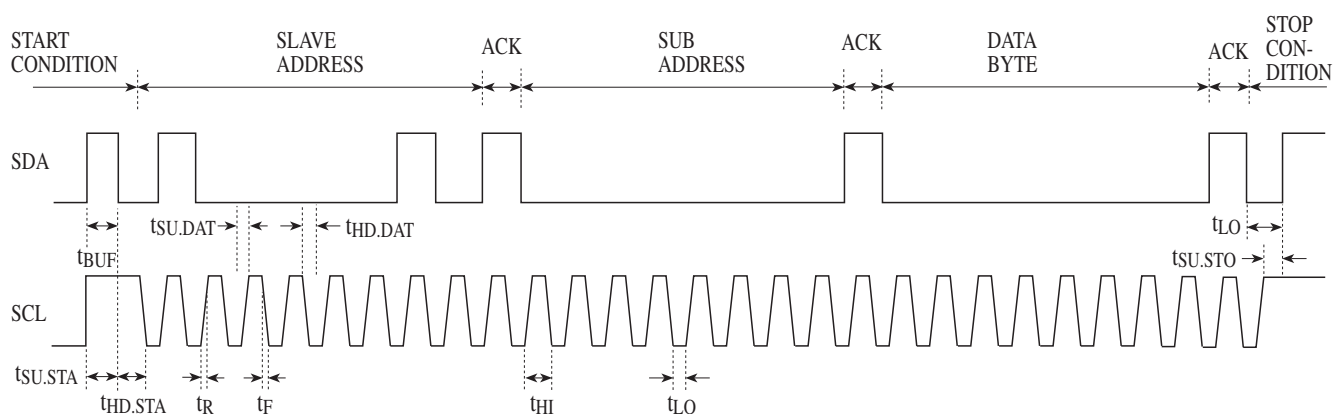 START
CONDITION
SLAVE
ADDRESS
ACK
SUB
ADDRESS
ACK
DATA
BYTE
ACK
STOP
CON-
DITION
SDA
tSU.DAT
tHD.DAT
tLO
tBUF
tSU.STO
SCL
tSU.STA
tHD.STA
tR
tF
tHI
tLO